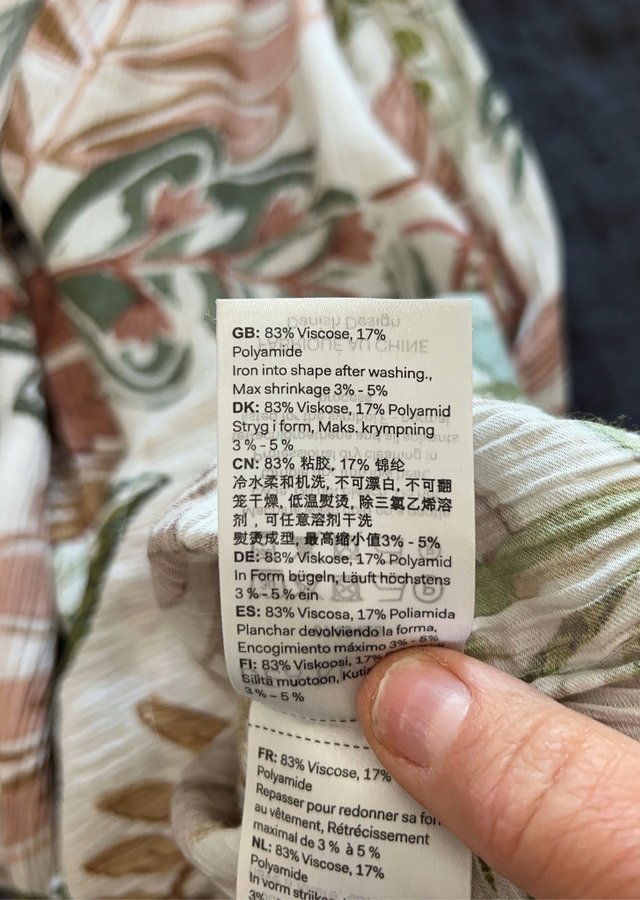 GB: 83% Viscose, 17%
Polyamide
Iron into shape after washing.,
Max shrinkage 3% - 5%
DK: 83% Viskose, 17% Polyamid
Stryg i form, Maks. krympning
3 % - 5 %
CN: 83% 粘胶, 17% 锦纶
冷水柔和机洗, 不可漂白, 不可翻
笼干燥, 低温熨烫, 除三氯乙烯溶
剂，可任意溶剂干洗
熨烫成型, 最高缩小值3% - 5%
DE: 83% Viskose, 17% Polyamid
In Form bügeln, Läuft höchstens
3 % - 5 % ein
ES: 83% Viscosa, 17% Poliamida
Planchar devolviendo la forma,
Encogimiento máximo 3% - 5%
FI: 83% Viskoosi, 17%
Silitä muotoon,
3 % - 5 %
FR: 83% Viscose, 17%
Polyamide
Repasser pour redonner sa
au vêtement, Rétrécissement
maximal de 3 % à 5 %
NL: 83% Viscose, 17%
Polyamide
In vorm
3%